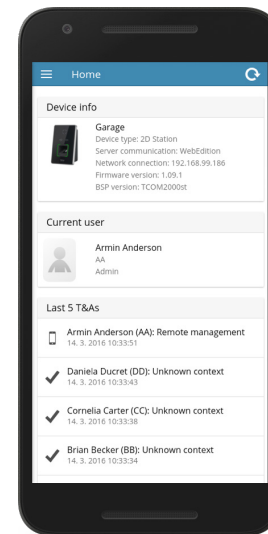 Home
Device info
Garage
Device type: 2D Station
Server communication: WebEdition
Network connection: 192.168.99.186
Firmware version: 1.09.1
BSP version: TCOM2000st
Current user
Armin Anderson
AA
Admin
Last 5 T&As
Armin Anderson (AA): Remote management
14. 3. 2016 10:33:51
Daniela Ducret (DD): Unknown context
14. 3. 2016 10:33:43
Cornelia Carter (CC): Unknown context
14. 3. 2016 10:33:38
Brian Becker (BB): Unknown context
14. 3. 2016 10:33:34